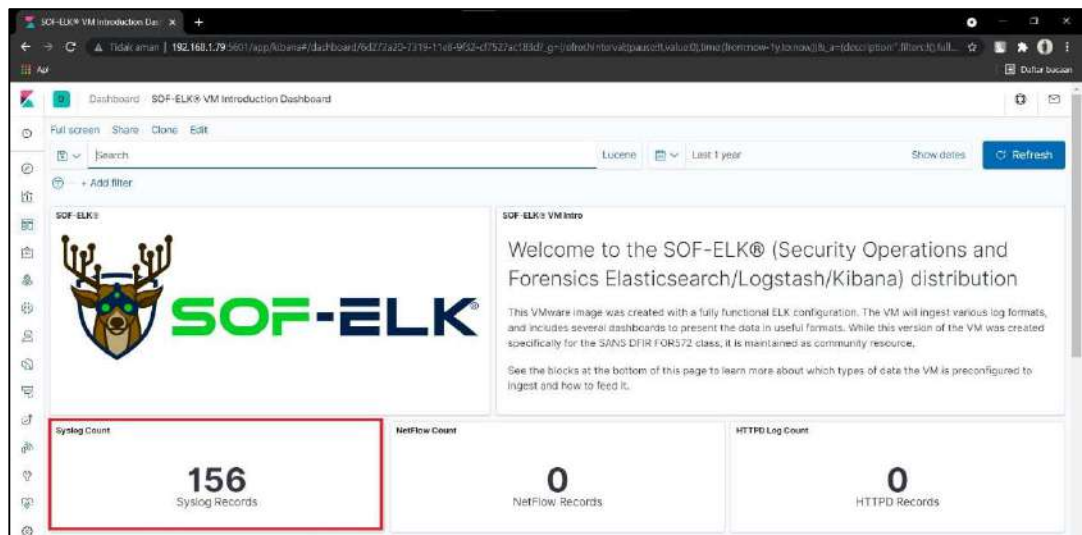 SOF-ELK® VM Introduction Das
Tidak aman | 192.168.1.79:5601/app/kibana#/dashboard/
Daftar bacaan
D Dashboard SOF-ELK® VM Introduction Dashboard
Full screen Share Clone Edit
Search Lucene Last 1 year Show dates Refresh
+ Add filter
SOF-ELK®
SOF-ELK®
SOF-ELK® VM Intro
Welcome to the SOF-ELK® (Security Operations and
Forensics Elasticsearch/Logstash/Kibana) distribution
This VMware image was created with a fully functional ELK configuration. The VM will ingest various log formats,
and includes several dashboards to present the data in useful formats. While this version of the VM was created
specifically for the SANS DFIR FOR572 class, it is maintained as community resource.
See the blocks at the bottom of this page to learn more about which types of data the VM is preconfigured to
ingest and how to feed it.
Syslog Count
156
Syslog Records
NetFlow Count
0
NetFlow Records
HTTPD Log Count
0
HTTPD Records